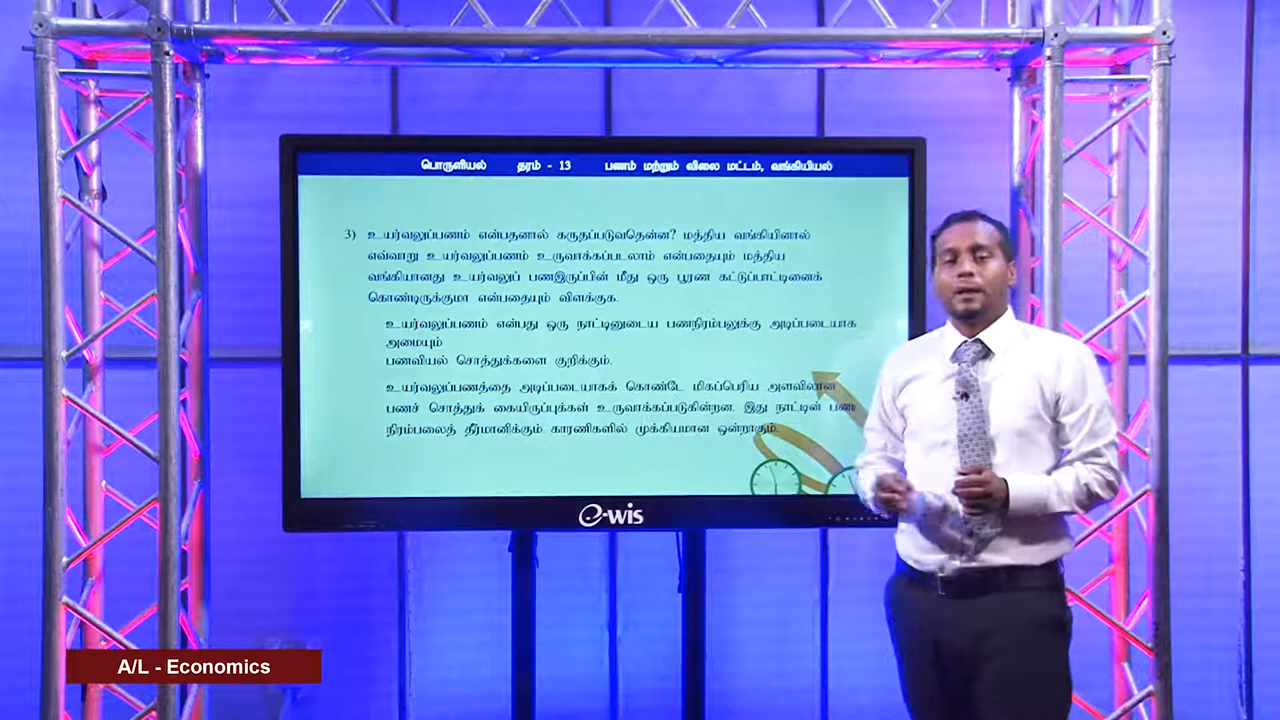 பொருளியல் தரம் - 13 பணம் மற்றும் விலை மட்டம், வங்கியியல்
3) உயர்வலுப்பணம் என்பதனால் கருதப்படுவதென்ன? மத்திய வங்கியினால்
எவ்வாறு உயர்வலுப்பணம் உருவாக்கப்படலாம் என்பதையும் மத்திய
வங்கியானது உயர்வலுப் பணஇருப்பின் மீது ஒரு பூரண கட்டுப்பாட்டினைக்
கொண்டிருக்குமா என்பதையும் விளக்குக.
உயர்வலுப்பணம் என்பது ஒரு நாட்டினுடைய பணநிரம்பலுக்கு அடிப்படையாக
அமையும்
பணவியல் சொத்துக்களை குறிக்கும்.
உயர்வலுப்பணத்தை அடிப்படையாகக் கொண்டே மிகப்பெரிய அளவிலான
பணச் சொத்துக் கையிருப்புக்கள் உருவாக்கப்படுகின்றன. இது நாட்டின் பண
நிரம்பலைத் தீர்மானிக்கும் காரணிகளில் முக்கியமான ஒன்றாகும்.
e-wis
A/L - Economics